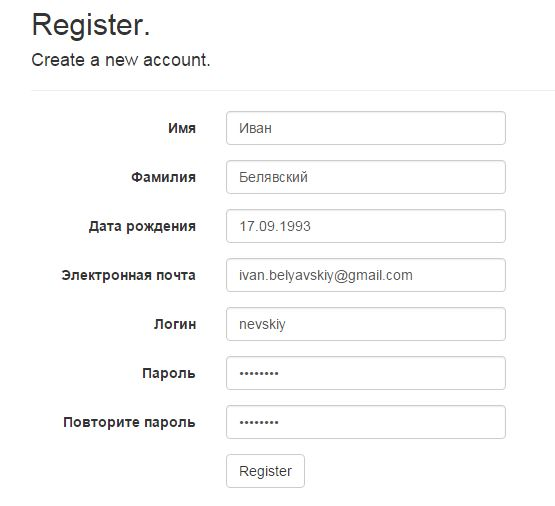 Register.
Create a new account.
Имя Иван
Фамилия Белявский
Дата рождения 17.09.1993
Электронная почта ivan.belyavskiy@gmail.com
Логин nevskiy
Пароль ••••••••
Повторите пароль ••••••••
Register